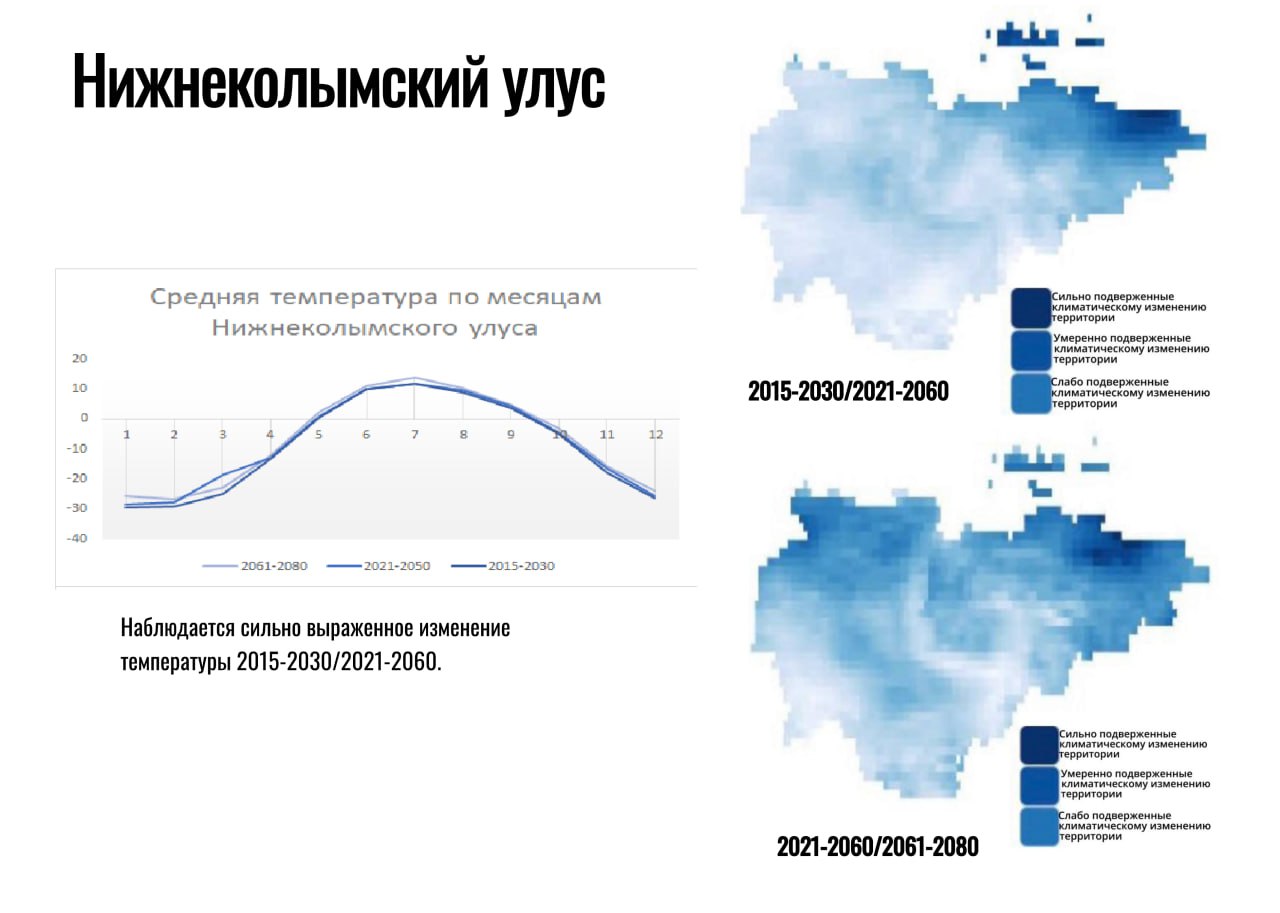 Нижнеколымский улус
Средняя температура по месяцам
Нижнеколымского улуса
20
10
0
-10
-20
-30
-40
1 2 3 4 5 6 7 8 9 10 11 12
2061-2080 2021-2050 2015-2030
Наблюдается сильно выраженное изменение
температуры 2015-2030/2021-2060.
Сильно подверженные
климатическому изменению
территории
Умеренно подверженные
климатическому изменению
территории
Слабо подверженные
климатическому изменению
территории
2015-2030/2021-2060
Сильно подверженные
климатическому изменению
территории
Умеренно подверженные
климатическому изменению
территории
Слабо подверженные
климатическому изменению
территории
2021-2060/2061-2080